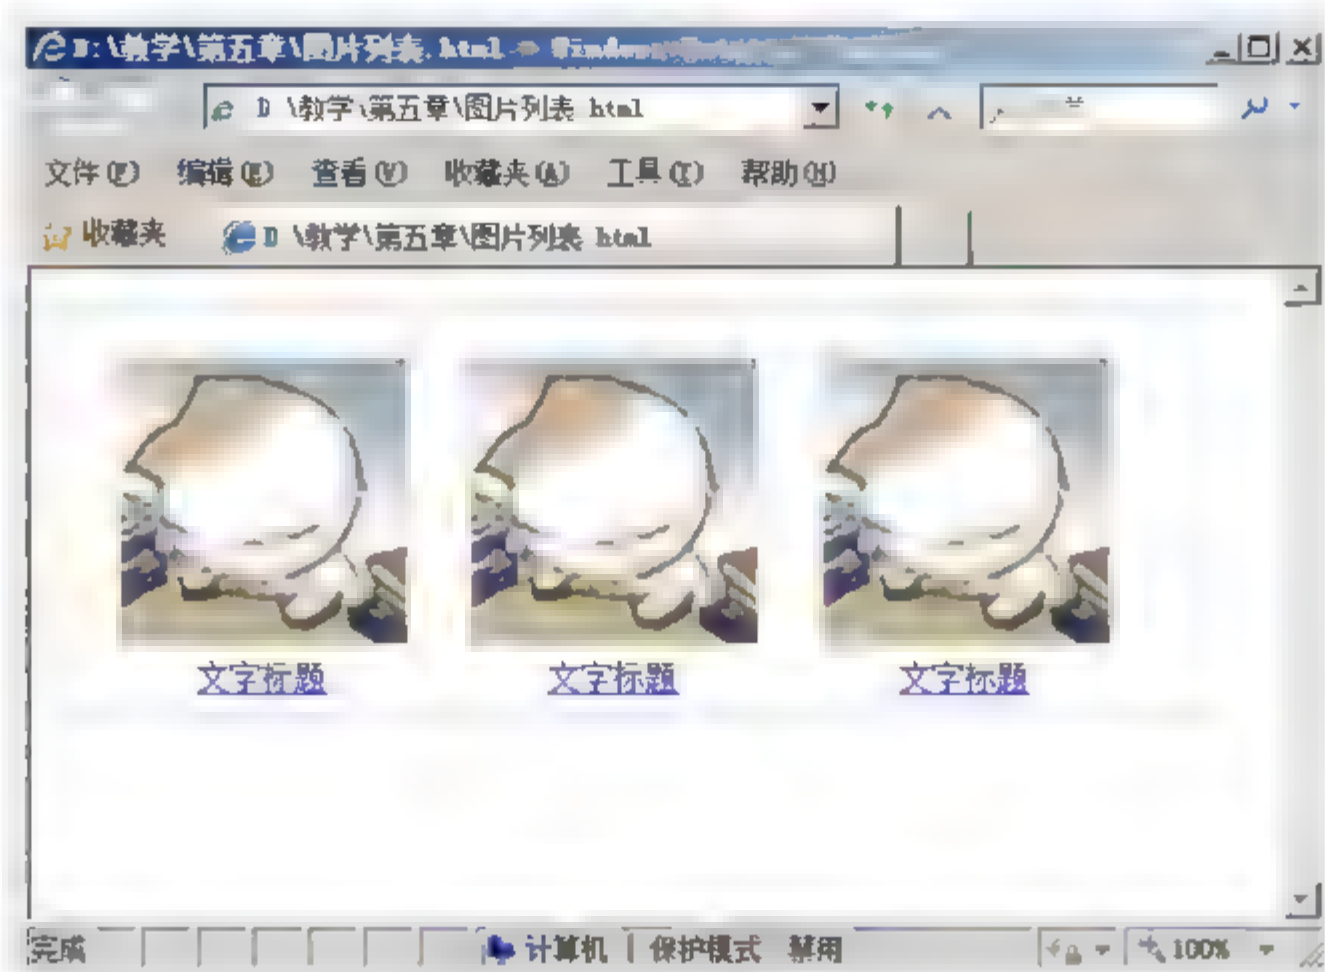 D:\教学\第五章\图片列表.html - Windows
D \教学\第五章\图片列表 html
文件(F) 编辑(E) 查看(V) 收藏夹(A) 工具(T) 帮助(H)
收藏夹 D \教学\第五章\图片列表 html
文字标题 文字标题 文字标题
完成 计算机 | 保护模式 禁用 100%